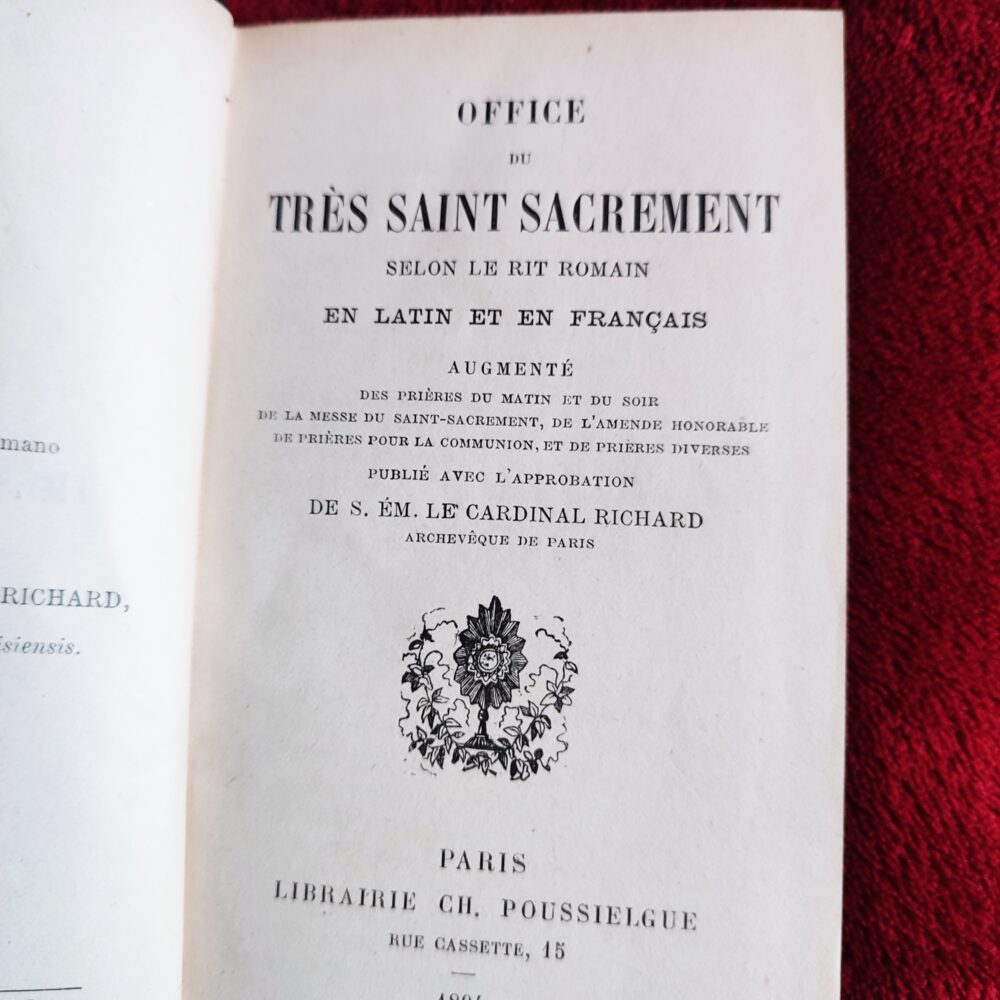 mano
RICHARD,
siensis.
OFFICE
DU
TRÈS SAINT SACREMENT
SELON LE RIT ROMAIN
EN LATIN ET EN FRANÇAIS
AUGMENTÉ
DES PRIÈRES DU MATIN ET DU SOIR
DE LA MESSE DU SAINT-SACREMENT, DE L'AMENDE HONORABLE
DE PRIÈRES POUR LA COMMUNION, ET DE PRIÈRES DIVERSES
PUBLIÉ AVEC L'APPROBATION
DE S. ÉM. LE CARDINAL RICHARD
ARCHEVÊQUE DE PARIS
PARIS
LIBRAIRIE CH. POUSSIELGUE
RUE CASSETTE, 15